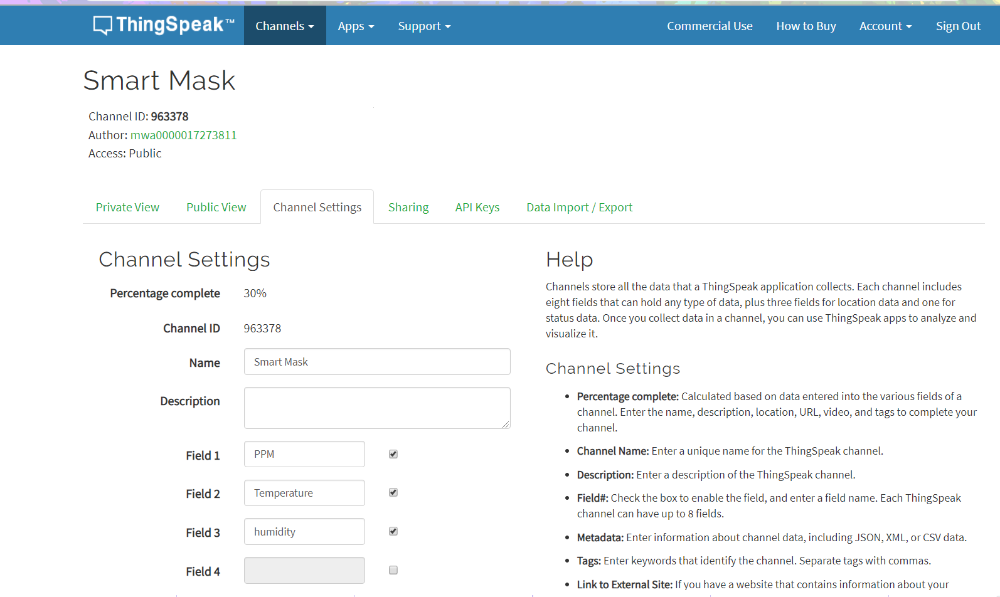 ThingSpeak™ Channels Apps Support Commercial Use How to Buy Account Sign Out
Smart Mask
Channel ID: 963378
Author: mwa0000017273811
Access: Public
Private View Public View Channel Settings Sharing API Keys Data Import / Export
Channel Settings
Percentage complete 30%
Channel ID 963378
Name Smart Mask
Description
Field 1 PPM
Field 2 Temperature
Field 3 humidity
Field 4
Help
Channels store all the data that a ThingSpeak application collects. Each channel includes
eight fields that can hold any type of data, plus three fields for location data and one for
status data. Once you collect data in a channel, you can use ThingSpeak apps to analyze and
visualize it.
Channel Settings
• Percentage complete: Calculated based on data entered into the various fields of a
channel. Enter the name, description, location, URL, video, and tags to complete your
channel.
• Channel Name: Enter a unique name for the ThingSpeak channel.
• Description: Enter a description of the ThingSpeak channel.
• Field#: Check the box to enable the field, and enter a field name. Each ThingSpeak
channel can have up to 8 fields.
• Metadata: Enter information about channel data, including JSON, XML, or CSV data.
• Tags: Enter keywords that identify the channel. Separate tags with commas.
• Link to External Site: If you have a website that contains information about your